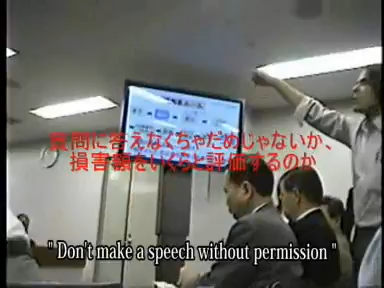 質問に答えなくちゃだめじゃないか、
損害額をいくらと評価するのか
" Don't make a speech without permission "